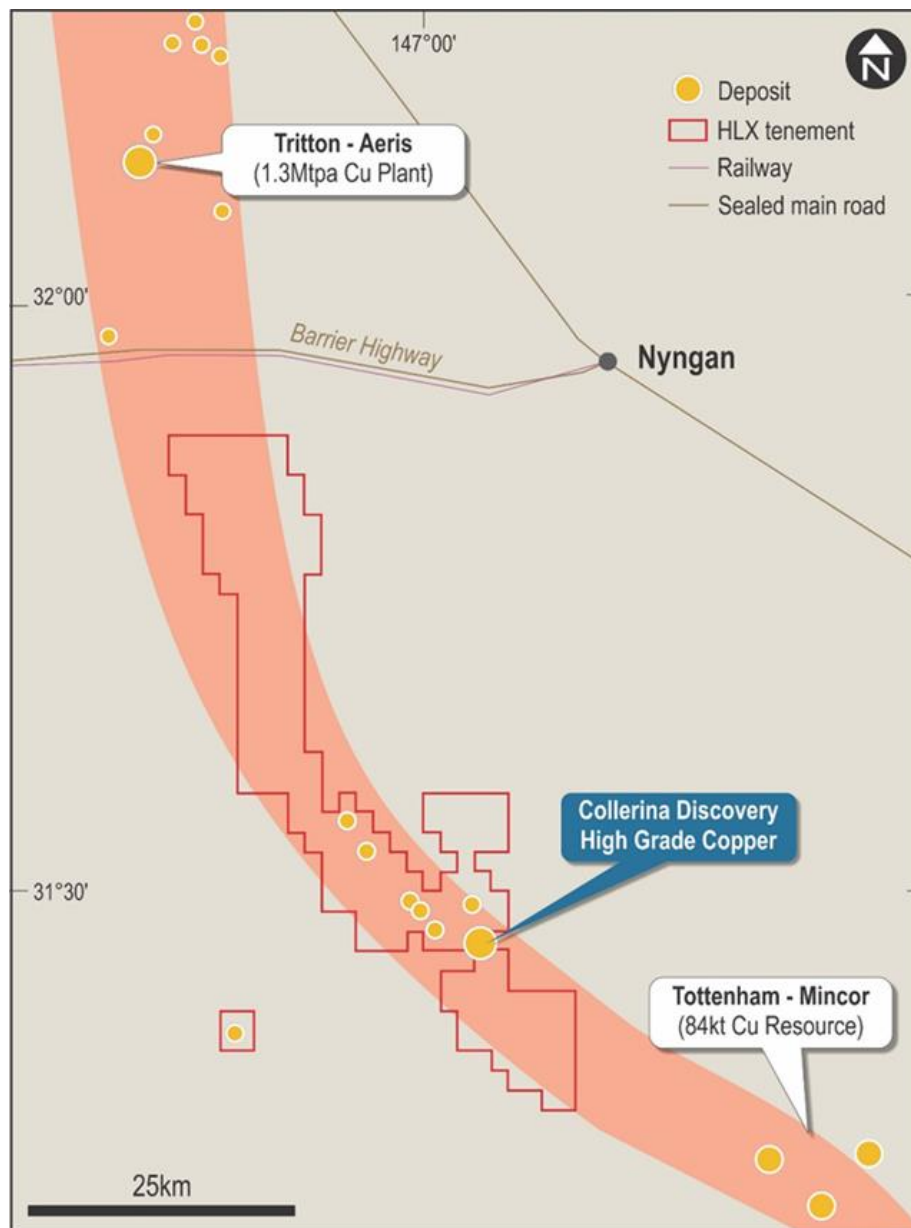 147°00'
N
Deposit
HLX tenement
Railway
Sealed main road
Tritton - Aeris
(1.3Mtpa Cu Plant)
32°00'
Barrier Highway
Nyngan
Collerina Discovery
High Grade Copper
31°30'
Tottenham - Mincor
(84kt Cu Resource)
25km